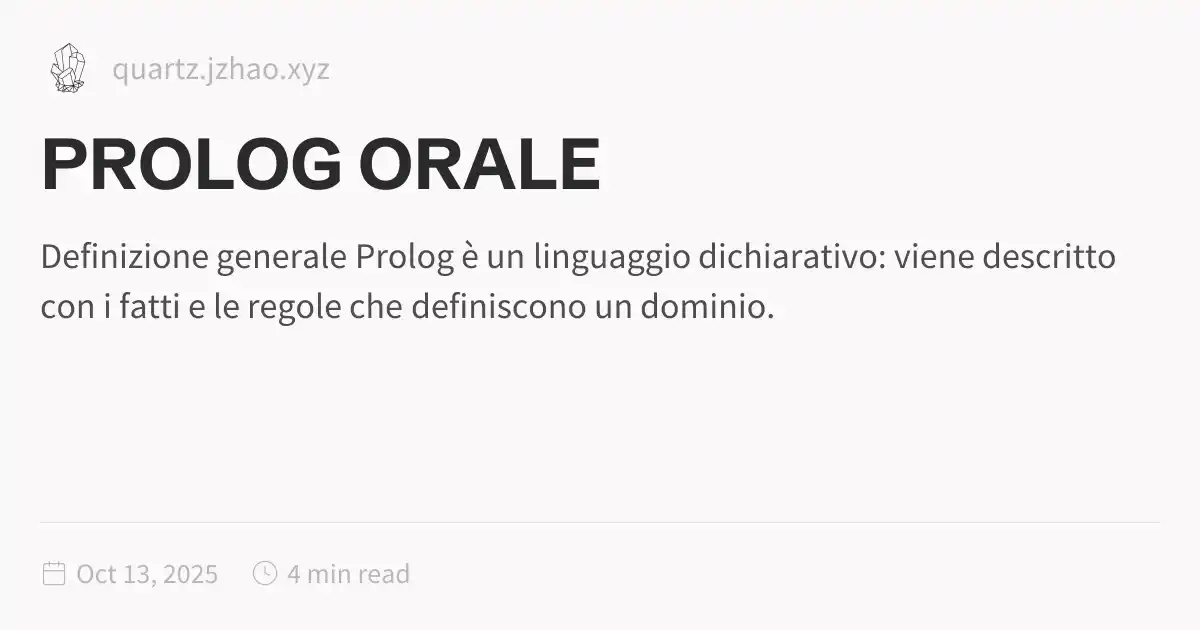 quartz.jzhao.xyz
PROLOG ORALE
Definizione generale Prolog è un linguaggio dichiarativo: viene descritto
con i fatti e le regole che definiscono un dominio.
Oct 13, 2025 4 min read